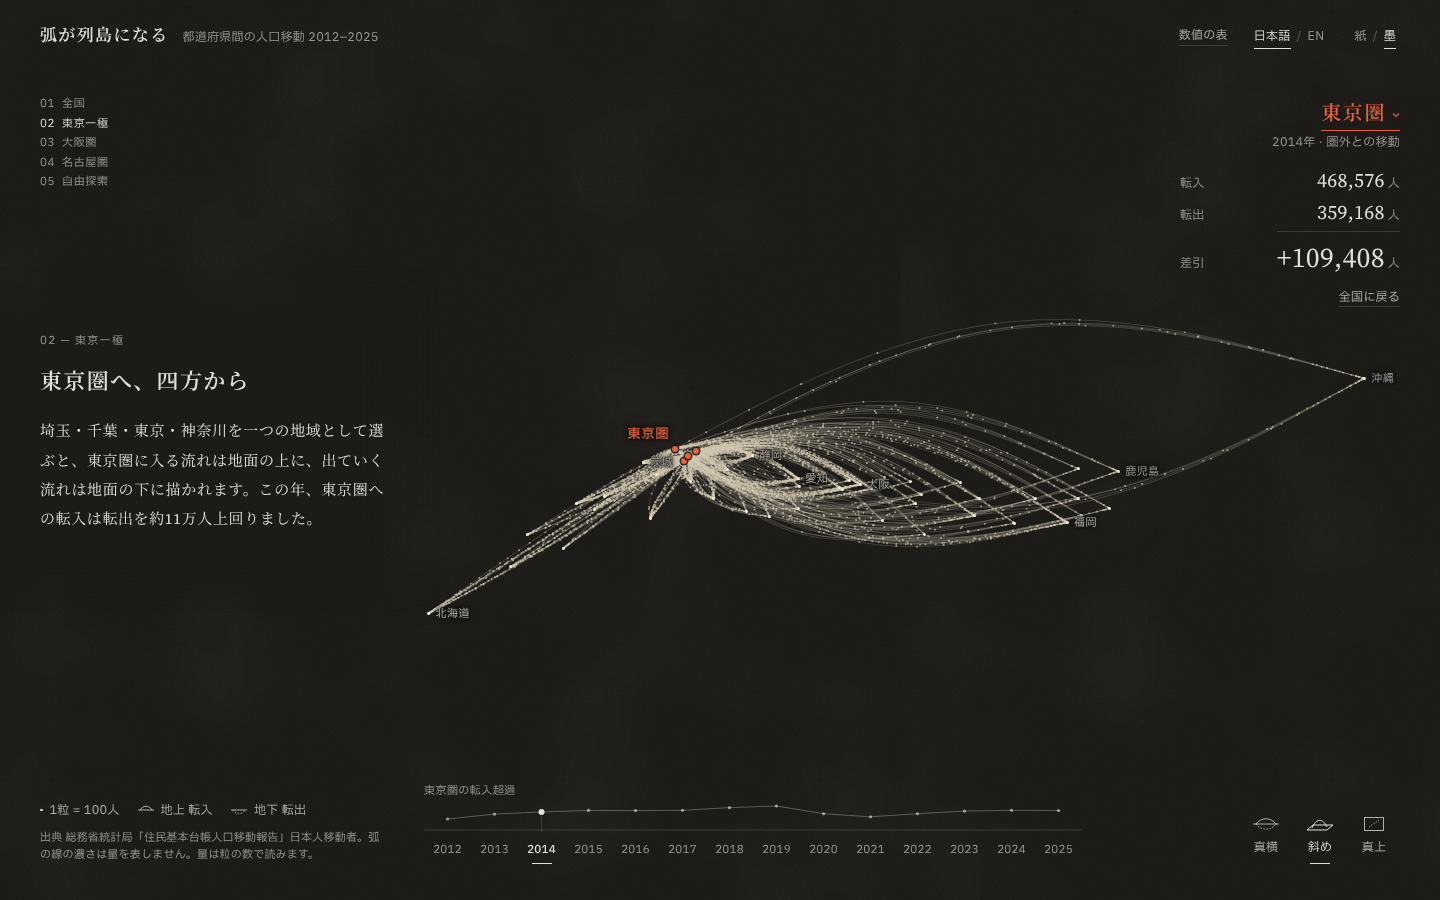 弧が列島になる 都道府県間の人口移動 2012–2025
数値の表 日本語 / EN 紙 / 墨
01 全国
02 東京一極
03 大阪圏
04 名古屋圏
05 自由探索
東京圏
2014年 · 圏外との移動
転入 468,576 人
転出 359,168 人
差引 +109,408 人
全国に戻る
02 — 東京一極
東京圏へ、四方から
埼玉・千葉・東京・神奈川を一つの地域として選
ぶと、東京圏に入る流れは地面の上に、出ていく
流れは地面の下に描かれます。この年、東京圏へ
の転入は転出を約11万人上回りました。
沖縄
東京圏
茨城
静岡
愛知
大阪
鹿児島
福岡
北海道
東京圏の転入超過
2012 2013 2014 2015 2016 2017 2018 2019 2020 2021 2022 2023 2024 2025
1粒 = 100人 地上 転入 地下 転出
出典 総務省統計局「住民基本台帳人口移動報告」日本人移動者。弧
の線の濃さは量を表しません。量は粒の数で読みます。
真横 斜め 真上